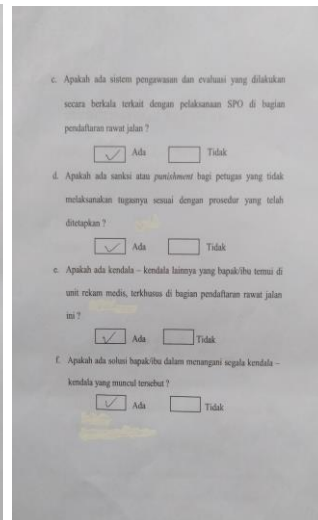 c. Apakah ada sistem pengawasan dan evaluasi yang dilakukan
secara berkala terkait dengan pelaksanaan SPO di bagian
pendaftaran rawat jalan ?
Ada Tidak
d. Apakah ada sanksi atau punishment bagi petugas yang tidak
melaksanakan tugasnya sesuai dengan prosedur yang telah
ditetapkan ?
Ada Tidak
e. Apakah ada kendala – kendala lainnya yang bapak/ibu temui di
unit rekam medis, terkhusus di bagian pendaftaran rawat jalan
ini ?
Ada Tidak
f. Apakah ada solusi bapak/ibu dalam menangani segala kendala –
kendala yang muncul tersebut ?
Ada Tidak